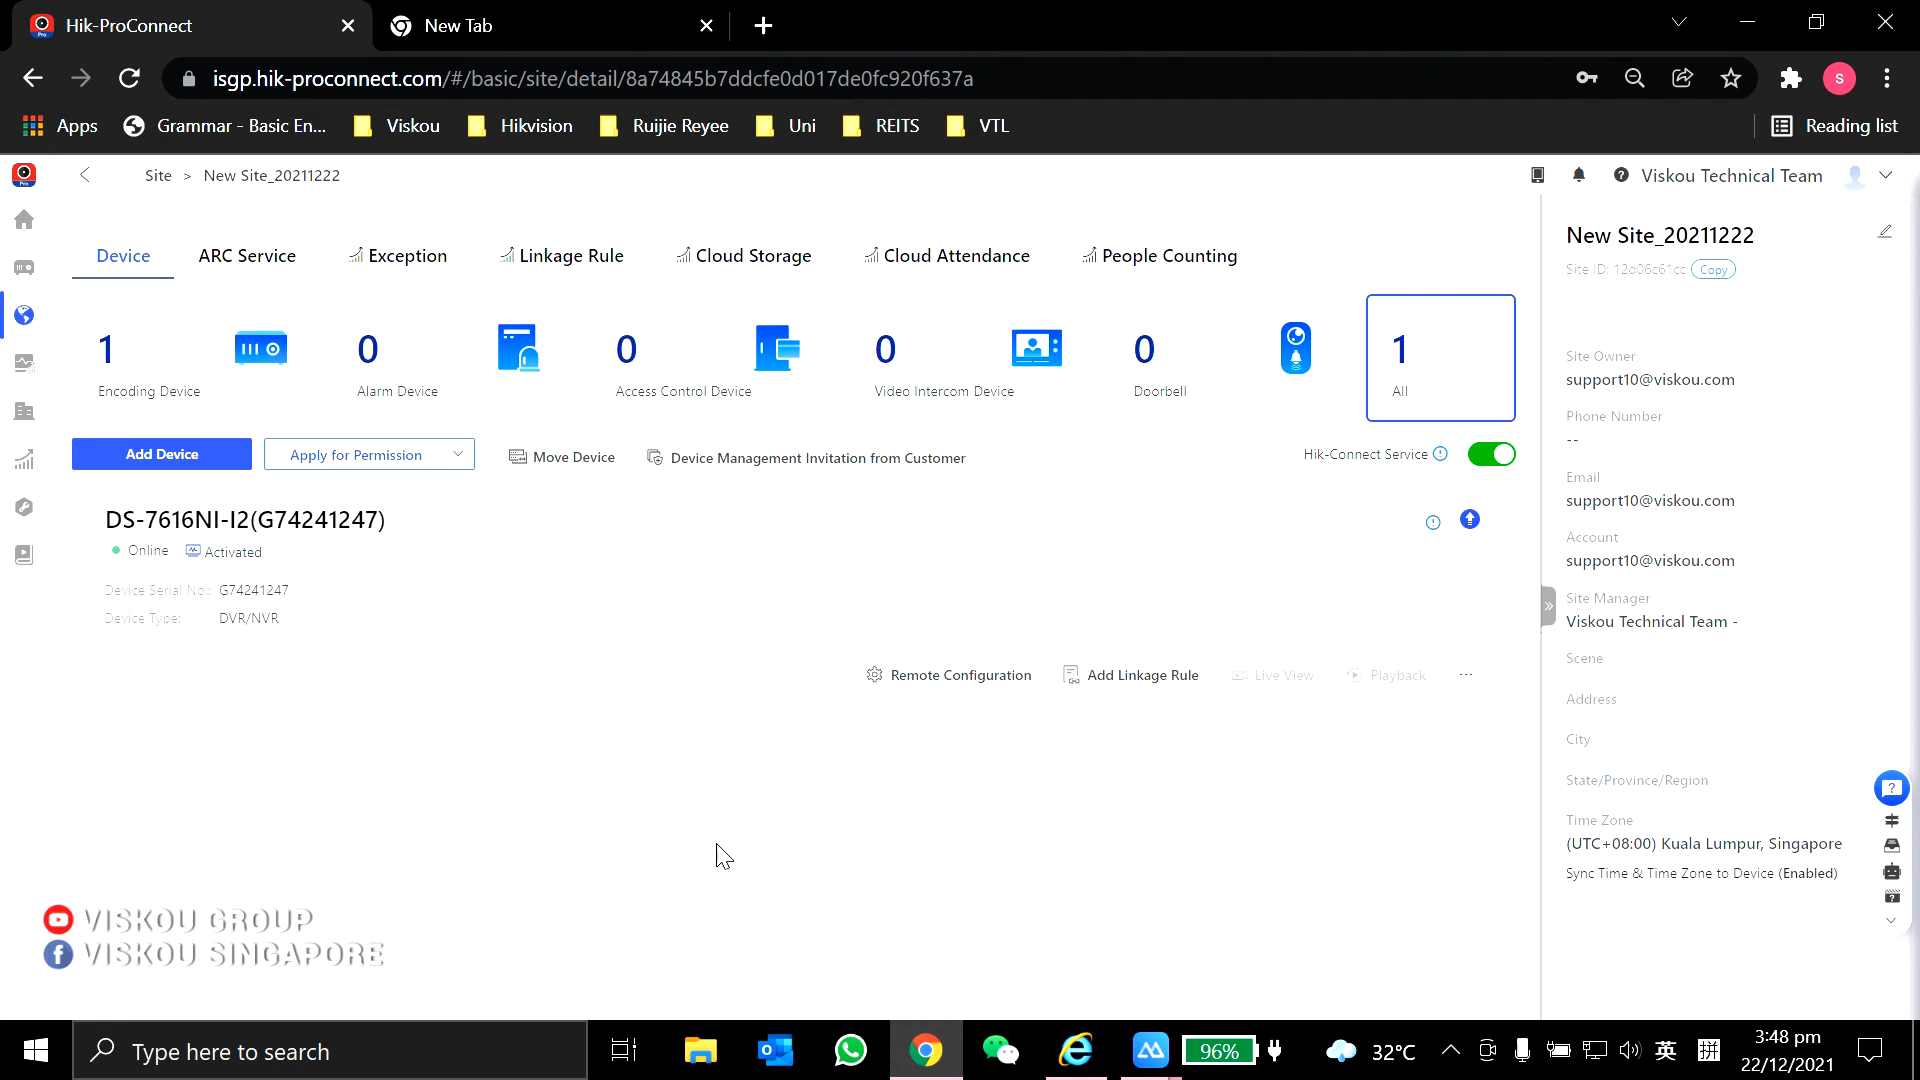 Hik-ProConnect
New Tab
isgp.hik-proconnect.com/#/basic/site/detail/8a74845b7ddcfe0d017de0fc920f637a
S
Apps
Grammar - Basic En...
Viskou
Hikvision
Ruijie Reyee
Uni
REITS
VTL
Reading list
Site > New Site_20211222
Viskou Technical Team
Device
ARC Service
Exception
Linkage Rule
Cloud Storage
Cloud Attendance
People Counting
1
Encoding Device
0
Alarm Device
0
Access Control Device
0
Video Intercom Device
0
Doorbell
1
All
Add Device
Apply for Permission
Move Device
Device Management Invitation from Customer
Hik-Connect Service
DS-7616NI-I2(G74241247)
Online
Activated
Device Serial No.: G74241247
Device Type: DVR/NVR
Remote Configuration
Add Linkage Rule
Live View
Playback
...
New Site_20211222
Site ID: 12d06c61cc Copy
Site Owner
support10@viskou.com
Phone Number
--
Email
support10@viskou.com
Account
support10@viskou.com
Site Manager
Viskou Technical Team -
Scene
Address
City
State/Province/Region
Time Zone
(UTC+08:00) Kuala Lumpur, Singapore
Sync Time & Time Zone to Device (Enabled)
VISKOU GROUP
VISKOU SINGAPORE
Type here to search
96%
32°C
英
拼
3:48 pm
22/12/2021